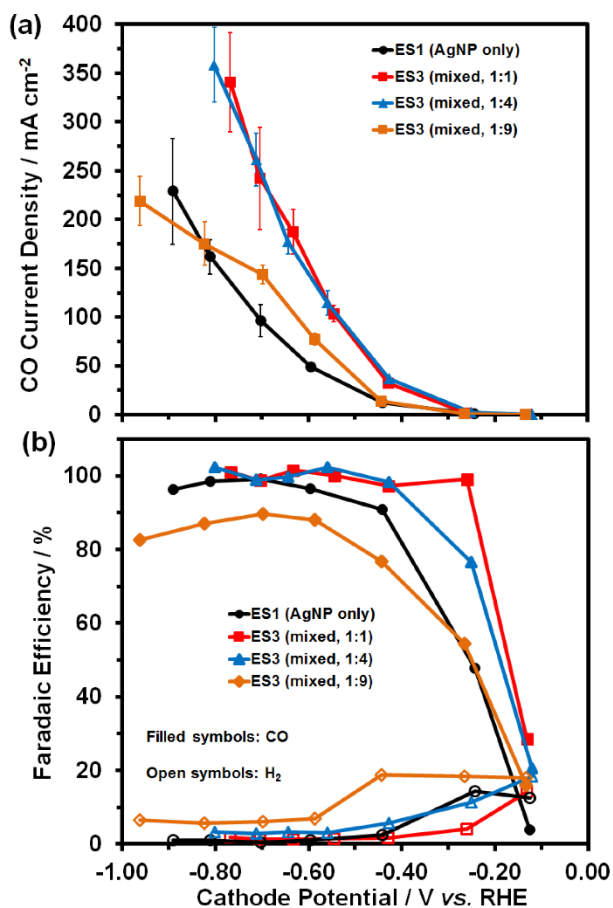 (a)
CO Current Density / mA cm⁻²
400
350
300
250
200
150
100
50
0
ES1 (AgNP only)
ES3 (mixed, 1:1)
ES3 (mixed, 1:4)
ES3 (mixed, 1:9)
(b)
Faradaic Efficiency / %
100
80
60
40
20
0
ES1 (AgNP only)
ES3 (mixed, 1:1)
ES3 (mixed, 1:4)
ES3 (mixed, 1:9)
Filled symbols: CO
Open symbols: H₂
-1.00 -0.80 -0.60 -0.40 -0.20 0.00
Cathode Potential / V vs. RHE